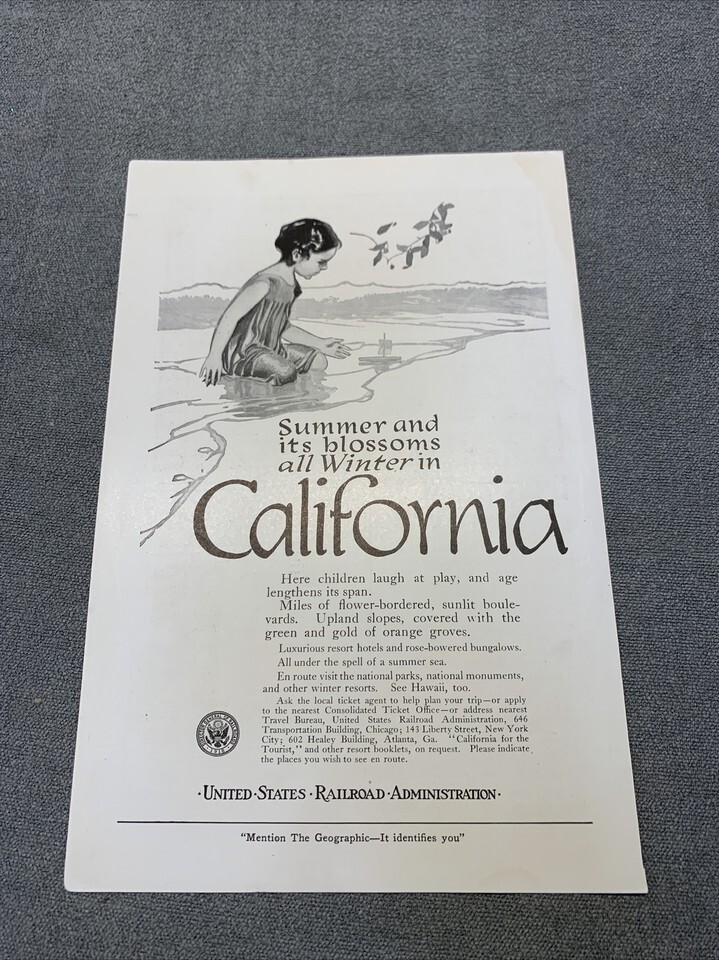 Summer and
its blossoms
all Winter in
California
Here children laugh at play, and age
lengthens its span.
Miles of flower-bordered, sunlit boule-
vards. Upland slopes, covered with the
green and gold of orange groves.
Luxurious resort hotels and rose-bowered bungalows.
All under the spell of a summer sea.
En route visit the national parks, national monuments,
and other winter resorts. See Hawaii, too.
Ask the local ticket agent to help plan your trip—or apply
to the nearest Consolidated Ticket Office—or address nearest
Travel Bureau, United States Railroad Administration, 646
Transportation Building, Chicago; 143 Liberty Street, New York
City; 602 Healey Building, Atlanta, Ga. "California for the
Tourist," and other resort booklets, on request. Please indicate
the places you wish to see en route.
·UNITED·STATES·RAILROAD·ADMINISTRATION·
"Mention The Geographic—It identifies you"